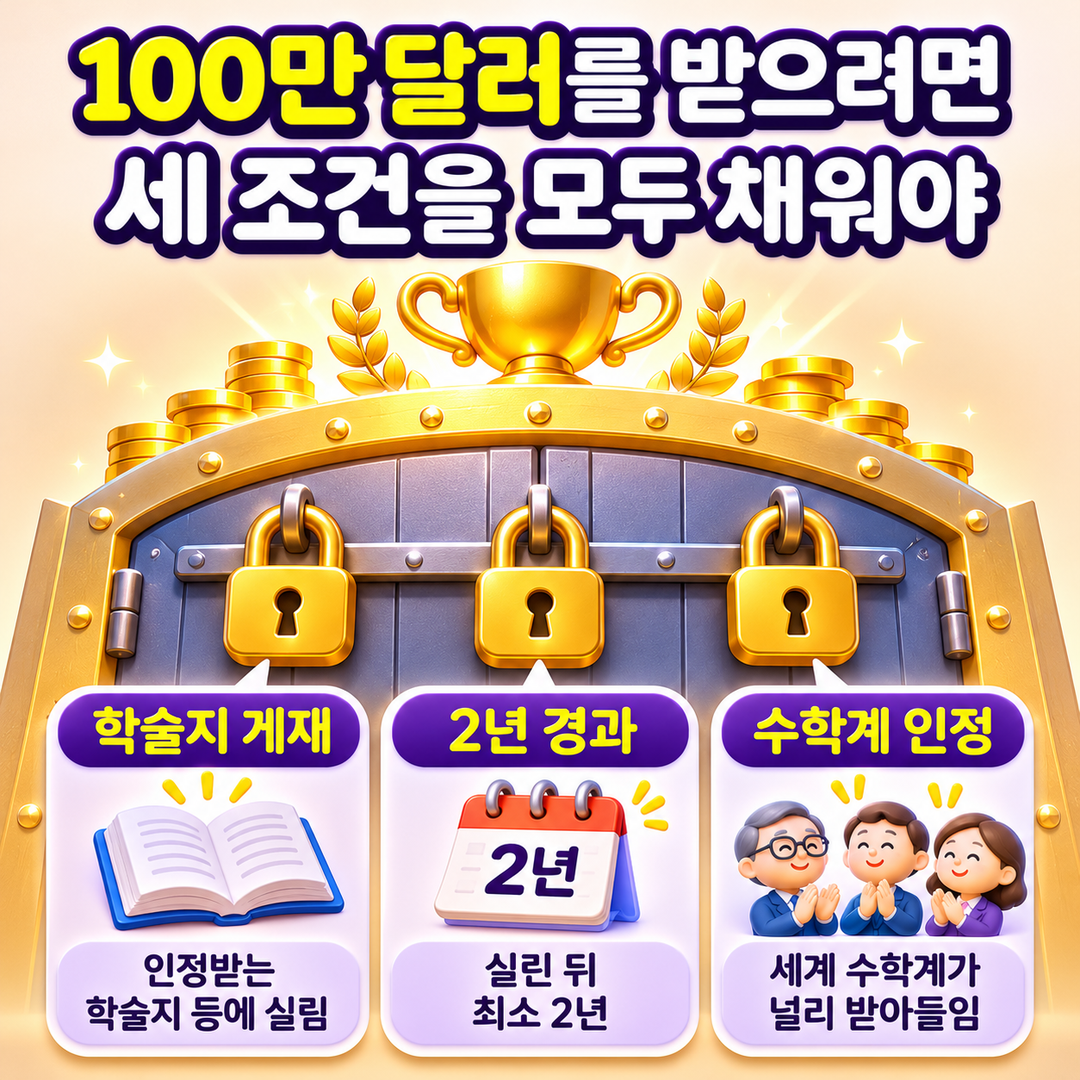 100만 달러를 받으려면
세 조건을 모두 채워야
학술지 게재
인정받는
학술지 등에 실림
2년 경과
2년
실린 뒤
최소 2년
수학계 인정
세계 수학계가
널리 받아들임